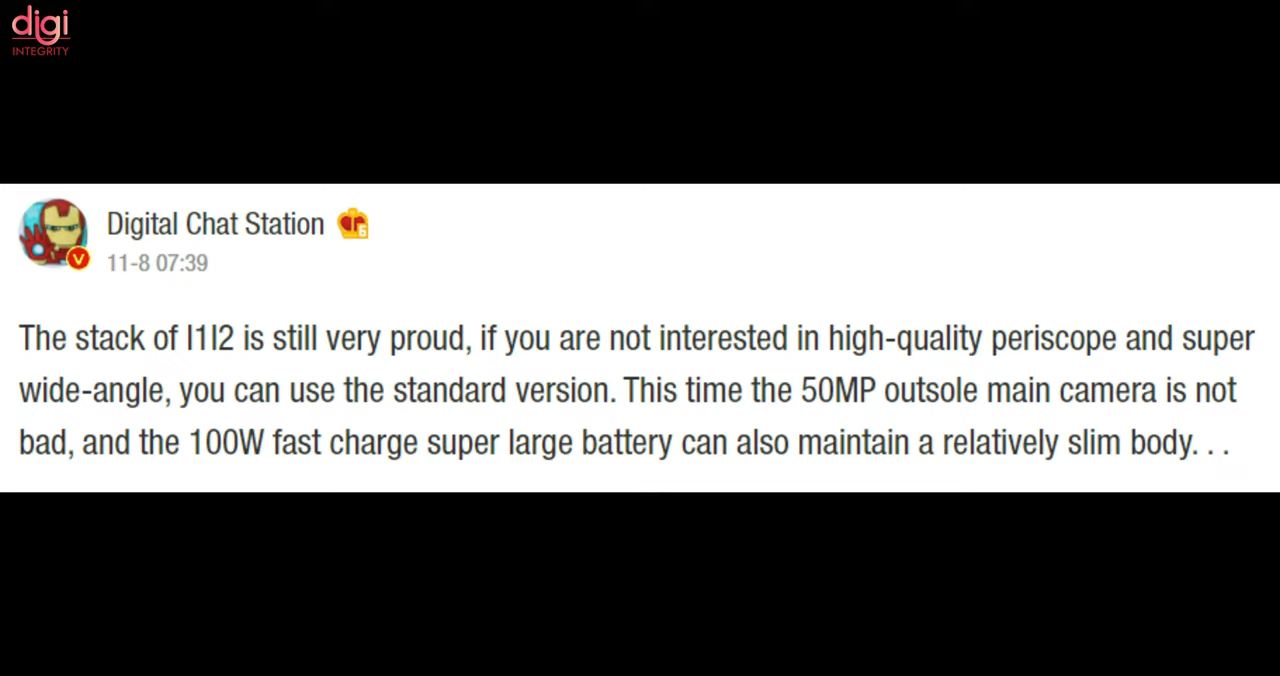 digi
INTEGRITY
Digital Chat Station
11-8 07:39
The stack of I1I2 is still very proud, if you are not interested in high-quality periscope and super
wide-angle, you can use the standard version. This time the 50MP outsole main camera is not
bad, and the 100W fast charge super large battery can also maintain a relatively slim body. . .